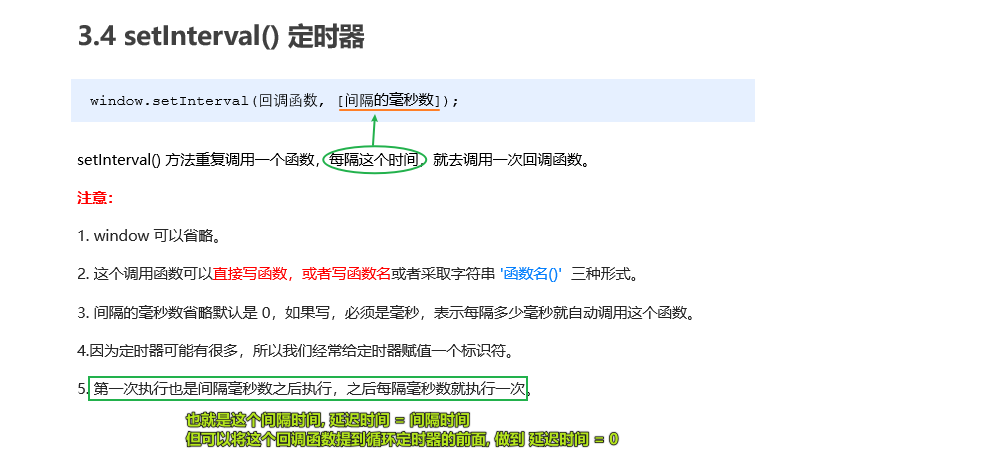 3.4 setInterval() 定时器
window.setInterval(回调函数, [间隔的毫秒数]);
setInterval() 方法重复调用一个函数，每隔这个时间，就去调用一次回调函数。
注意：
1. window 可以省略。
2. 这个调用函数可以直接写函数，或者写函数名或者采取字符串 '函数名()' 三种形式。
3. 间隔的毫秒数省略默认是 0，如果写，必须是毫秒，表示每隔多少毫秒就自动调用这个函数。
4.因为定时器可能有很多，所以我们经常给定时器赋值一个标识符。
5. 第一次执行也是间隔毫秒数之后执行，之后每隔毫秒数就执行一次。
也就是这个间隔时间, 延迟时间 = 间隔时间
但可以将这个回调函数提到循环定时器的前面, 做到 延迟时间 = 0